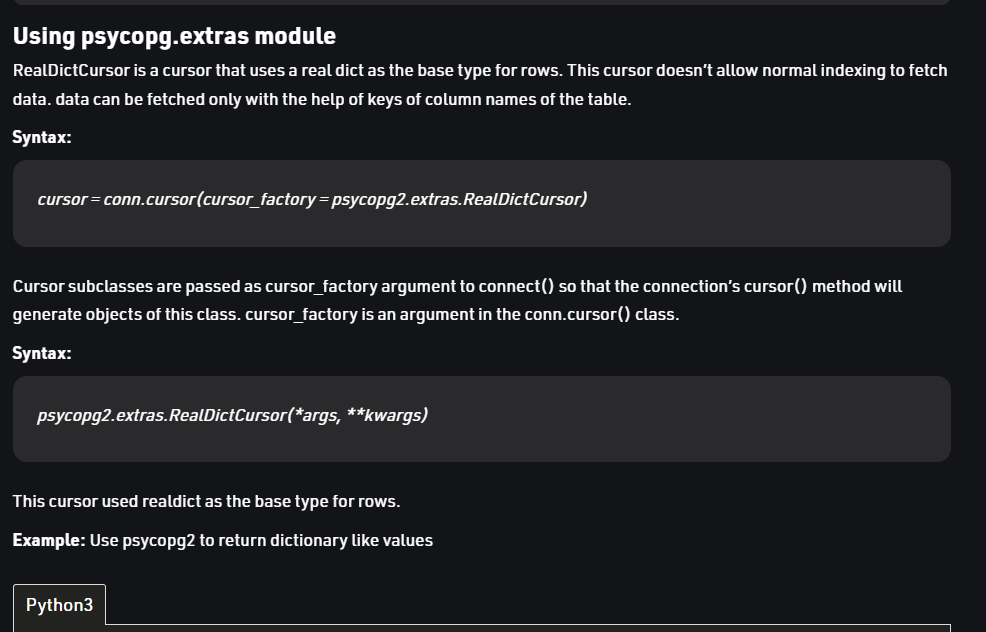 Using psycopg.extras module
RealDictCursor is a cursor that uses a real dict as the base type for rows. This cursor doesn’t allow normal indexing to fetch
data. data can be fetched only with the help of keys of column names of the table.
Syntax:
cursor = conn.cursor(cursor_factory = psycopg2.extras.RealDictCursor)
Cursor subclasses are passed as cursor_factory argument to connect() so that the connection’s cursor() method will
generate objects of this class. cursor_factory is an argument in the conn.cursor() class.
Syntax:
psycopg2.extras.RealDictCursor(*args, **kwargs)
This cursor used realdict as the base type for rows.
Example: Use psycopg2 to return dictionary like values
Python3